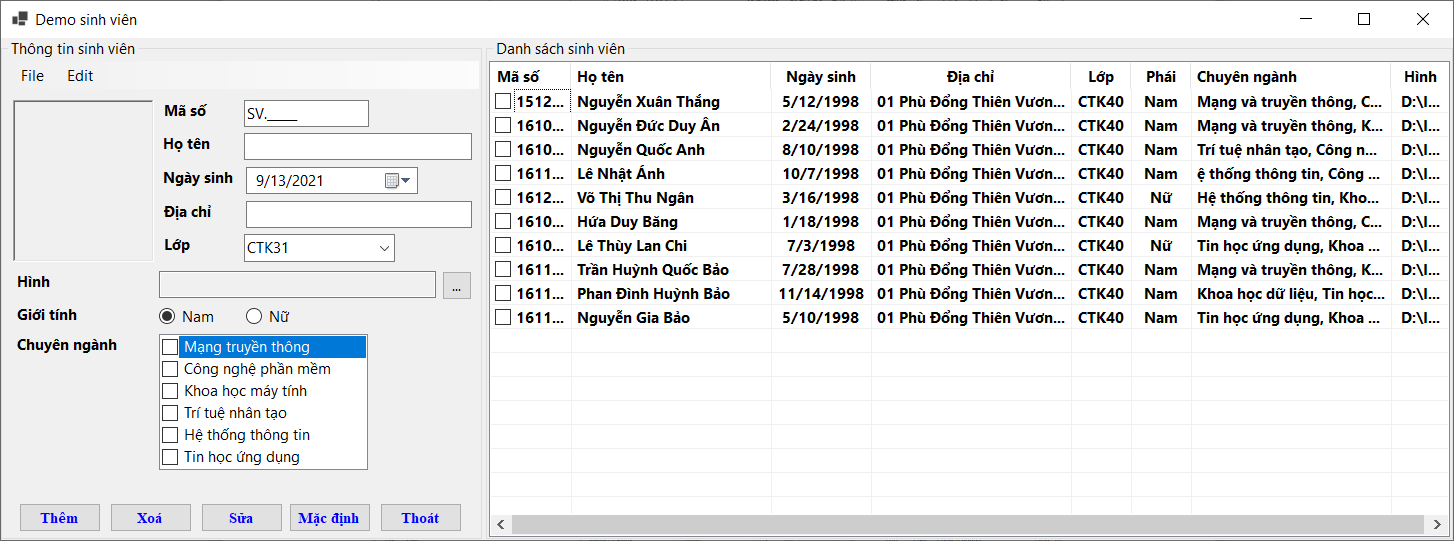 Demo sinh viên
Thông tin sinh viên
File Edit
Mã số SV._____
Họ tên
Ngày sinh 9/13/2021
Địa chỉ
Lớp CTK31
Hình ...
Giới tính Nam Nữ
Chuyên ngành
Mạng truyền thông
Công nghệ phần mềm
Khoa học máy tính
Trí tuệ nhân tạo
Hệ thống thông tin
Tin học ứng dụng
Thêm Xoá Sửa Mặc định Thoát
Danh sách sinh viên
Mã số Họ tên Ngày sinh Địa chỉ Lớp Phái Chuyên ngành Hình
1512... Nguyễn Xuân Thắng 5/12/1998 01 Phù Đổng Thiên Vươn... CTK40 Nam Mạng và truyền thông, C... D:\I...
1610... Nguyễn Đức Duy Ân 2/24/1998 01 Phù Đổng Thiên Vươn... CTK40 Nam Mạng và truyền thông, K... D:\I...
1610... Nguyễn Quốc Anh 8/10/1998 01 Phù Đổng Thiên Vươn... CTK40 Nam Trí tuệ nhân tạo, Công n... D:\I...
1611... Lê Nhật Ánh 10/7/1998 01 Phù Đổng Thiên Vươn... CTK40 Nam ệ thống thông tin, Công ... D:\I...
1612... Võ Thị Thu Ngân 3/16/1998 01 Phù Đổng Thiên Vươn... CTK40 Nữ Hệ thống thông tin, Kho... D:\I...
1610... Hứa Duy Băng 1/18/1998 01 Phù Đổng Thiên Vươn... CTK40 Nam Mạng và truyền thông, C... D:\I...
1610... Lê Thùy Lan Chi 7/3/1998 01 Phù Đổng Thiên Vươn... CTK40 Nữ Tin học ứng dụng, Khoa ... D:\I...
1611... Trần Huỳnh Quốc Bảo 7/28/1998 01 Phù Đổng Thiên Vươn... CTK40 Nam Mạng và truyền thông, K... D:\I...
1611... Phan Đình Huỳnh Bảo 11/14/1998 01 Phù Đổng Thiên Vươn... CTK40 Nam Khoa học dữ liệu, Tin học... D:\I...
1611... Nguyễn Gia Bảo 5/10/1998 01 Phù Đổng Thiên Vươn... CTK40 Nam Tin học ứng dụng, Khoa ... D:\I...